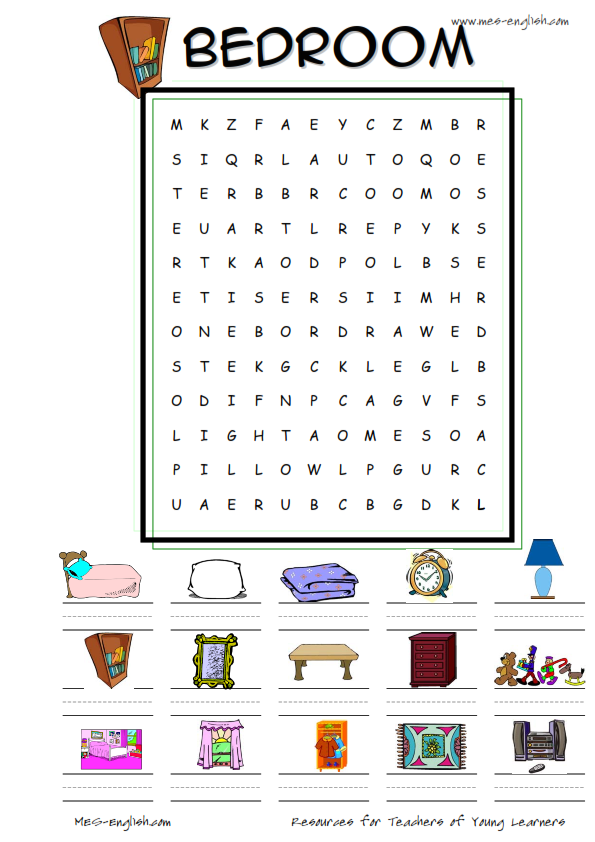 www.mes-english.com
BEDROOM
M K Z F A E Y C Z M B R
S I Q R L A U T O Q O E
T E R B B R C O O M O S
E U A R T L R E P Y K S
R T K A O D P O L B S E
E T I S E R S I I M H R
O N E B O R D R A W E D
S T E K G C K L E G L B
O D I F N P C A G V F S
L I G H T A O M E S O A
P I L L O W L P G U R C
U A E R U B C B G D K L
MES-English.com Resources for Teachers of Young Learners